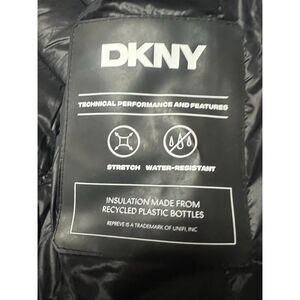 DKNY
TECHNICAL PERFORMANCE AND FEATURES
STRETCH WATER-RESISTANT
INSULATION MADE FROM
RECYCLED PLASTIC BOTTLES
REPREVE IS A TRADEMARK OF UNIFI, INC